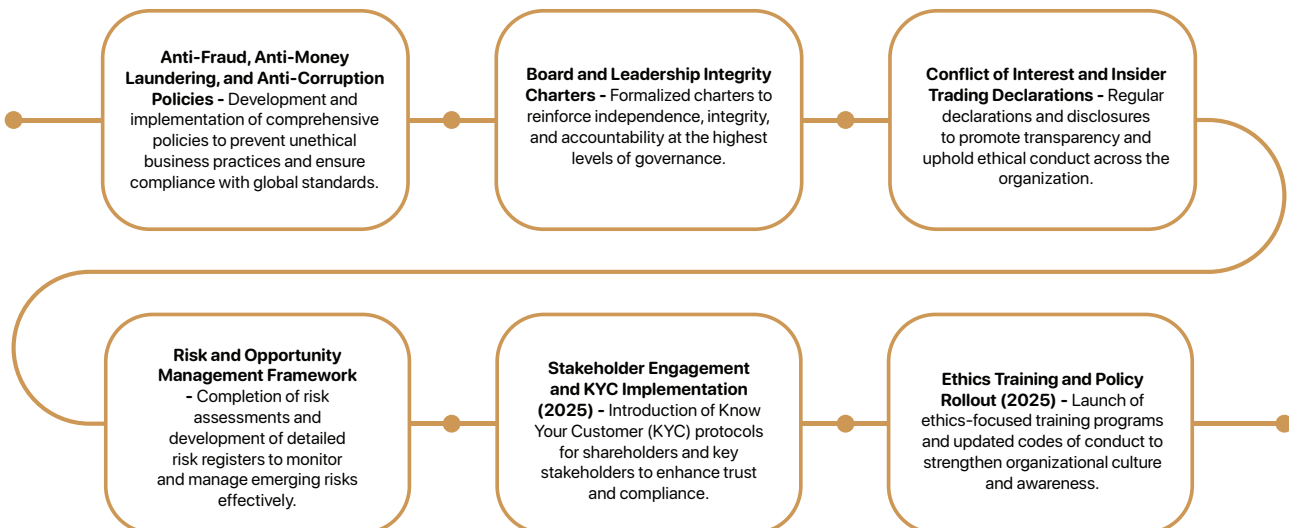 Anti-Fraud, Anti-Money
Laundering, and Anti-Corruption
Policies - Development and
implementation of comprehensive
policies to prevent unethical
business practices and ensure
compliance with global standards.
Board and Leadership Integrity
Charters - Formalized charters to
reinforce independence, integrity,
and accountability at the highest
levels of governance.
Conflict of Interest and Insider
Trading Declarations - Regular
declarations and disclosures
to promote transparency and
uphold ethical conduct across the
organization.
Risk and Opportunity
Management Framework
- Completion of risk
assessments and
development of detailed
risk registers to monitor
and manage emerging risks
effectively.
Stakeholder Engagement
and KYC Implementation
(2025) - Introduction of Know
Your Customer (KYC) protocols
for shareholders and key
stakeholders to enhance trust
and compliance.
Ethics Training and Policy
Rollout (2025) - Launch of
ethics-focused training programs
and updated codes of conduct to
strengthen organizational culture
and awareness.